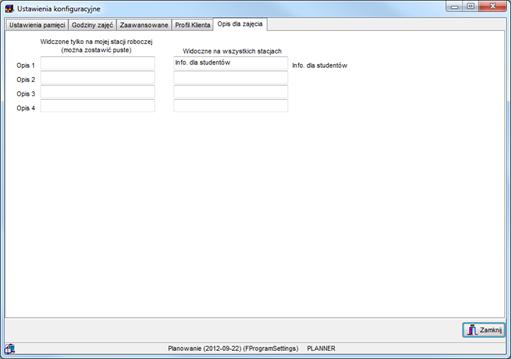 Ustawienia konfiguracyjne
Ustawienia pamięci Godziny zajęć Zaawansowane Profil Klienta Opis dla zajęcia
Widczone tylko na mojej stacji roboczej
(można zostawić puste)
Widoczne na wszystkich stacjach
Opis 1 Info. dla studentów Info. dla studentów
Opis 2
Opis 3
Opis 4
Zamknij
Planowanie (2012-09-22) (FProgramSettings) PLANNER